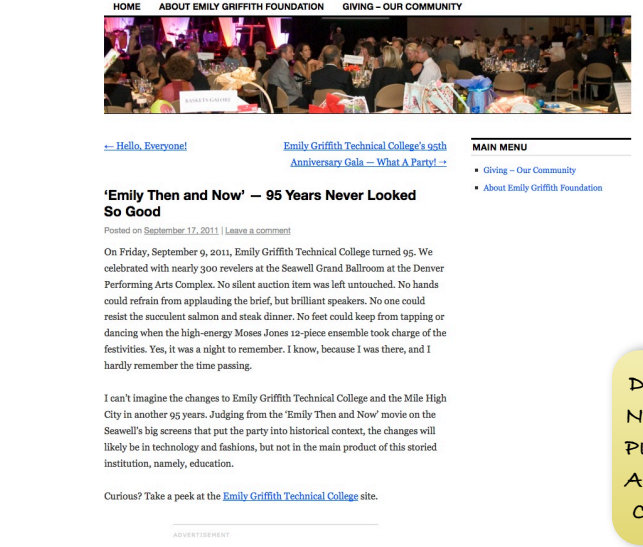 HOME ABOUT EMILY GRIFFITH FOUNDATION GIVING – OUR COMMUNITY
BASKETS GALORE
← Hello, Everyone!
Emily Griffith Technical College's 95th
Anniversary Gala — What A Party! →
MAIN MENU
Giving – Our Community
About Emily Griffith Foundation
‘Emily Then and Now’ — 95 Years Never Looked
So Good
Posted on September 17, 2011 | Leave a comment
On Friday, September 9, 2011, Emily Griffith Technical College turned 95. We
celebrated with nearly 300 revelers at the Seawell Grand Ballroom at the Denver
Performing Arts Complex. No silent auction item was left untouched. No hands
could refrain from applauding the brief, but brilliant speakers. No one could
resist the succulent salmon and steak dinner. No feet could keep from tapping or
dancing when the high-energy Moses Jones 12-piece ensemble took charge of the
festivities. Yes, it was a night to remember. I know, because I was there, and I
hardly remember the time passing.
I can't imagine the changes to Emily Griffith Technical College and the Mile High
City in another 95 years. Judging from the ‘Emily Then and Now’ movie on the
Seawell's big screens that put the party into historical context, the changes will
likely be in technology and fashions, but not in the main product of this storied
institution, namely, education.
Curious? Take a peek at the Emily Griffith Technical College site.
ADVERTISEMENT